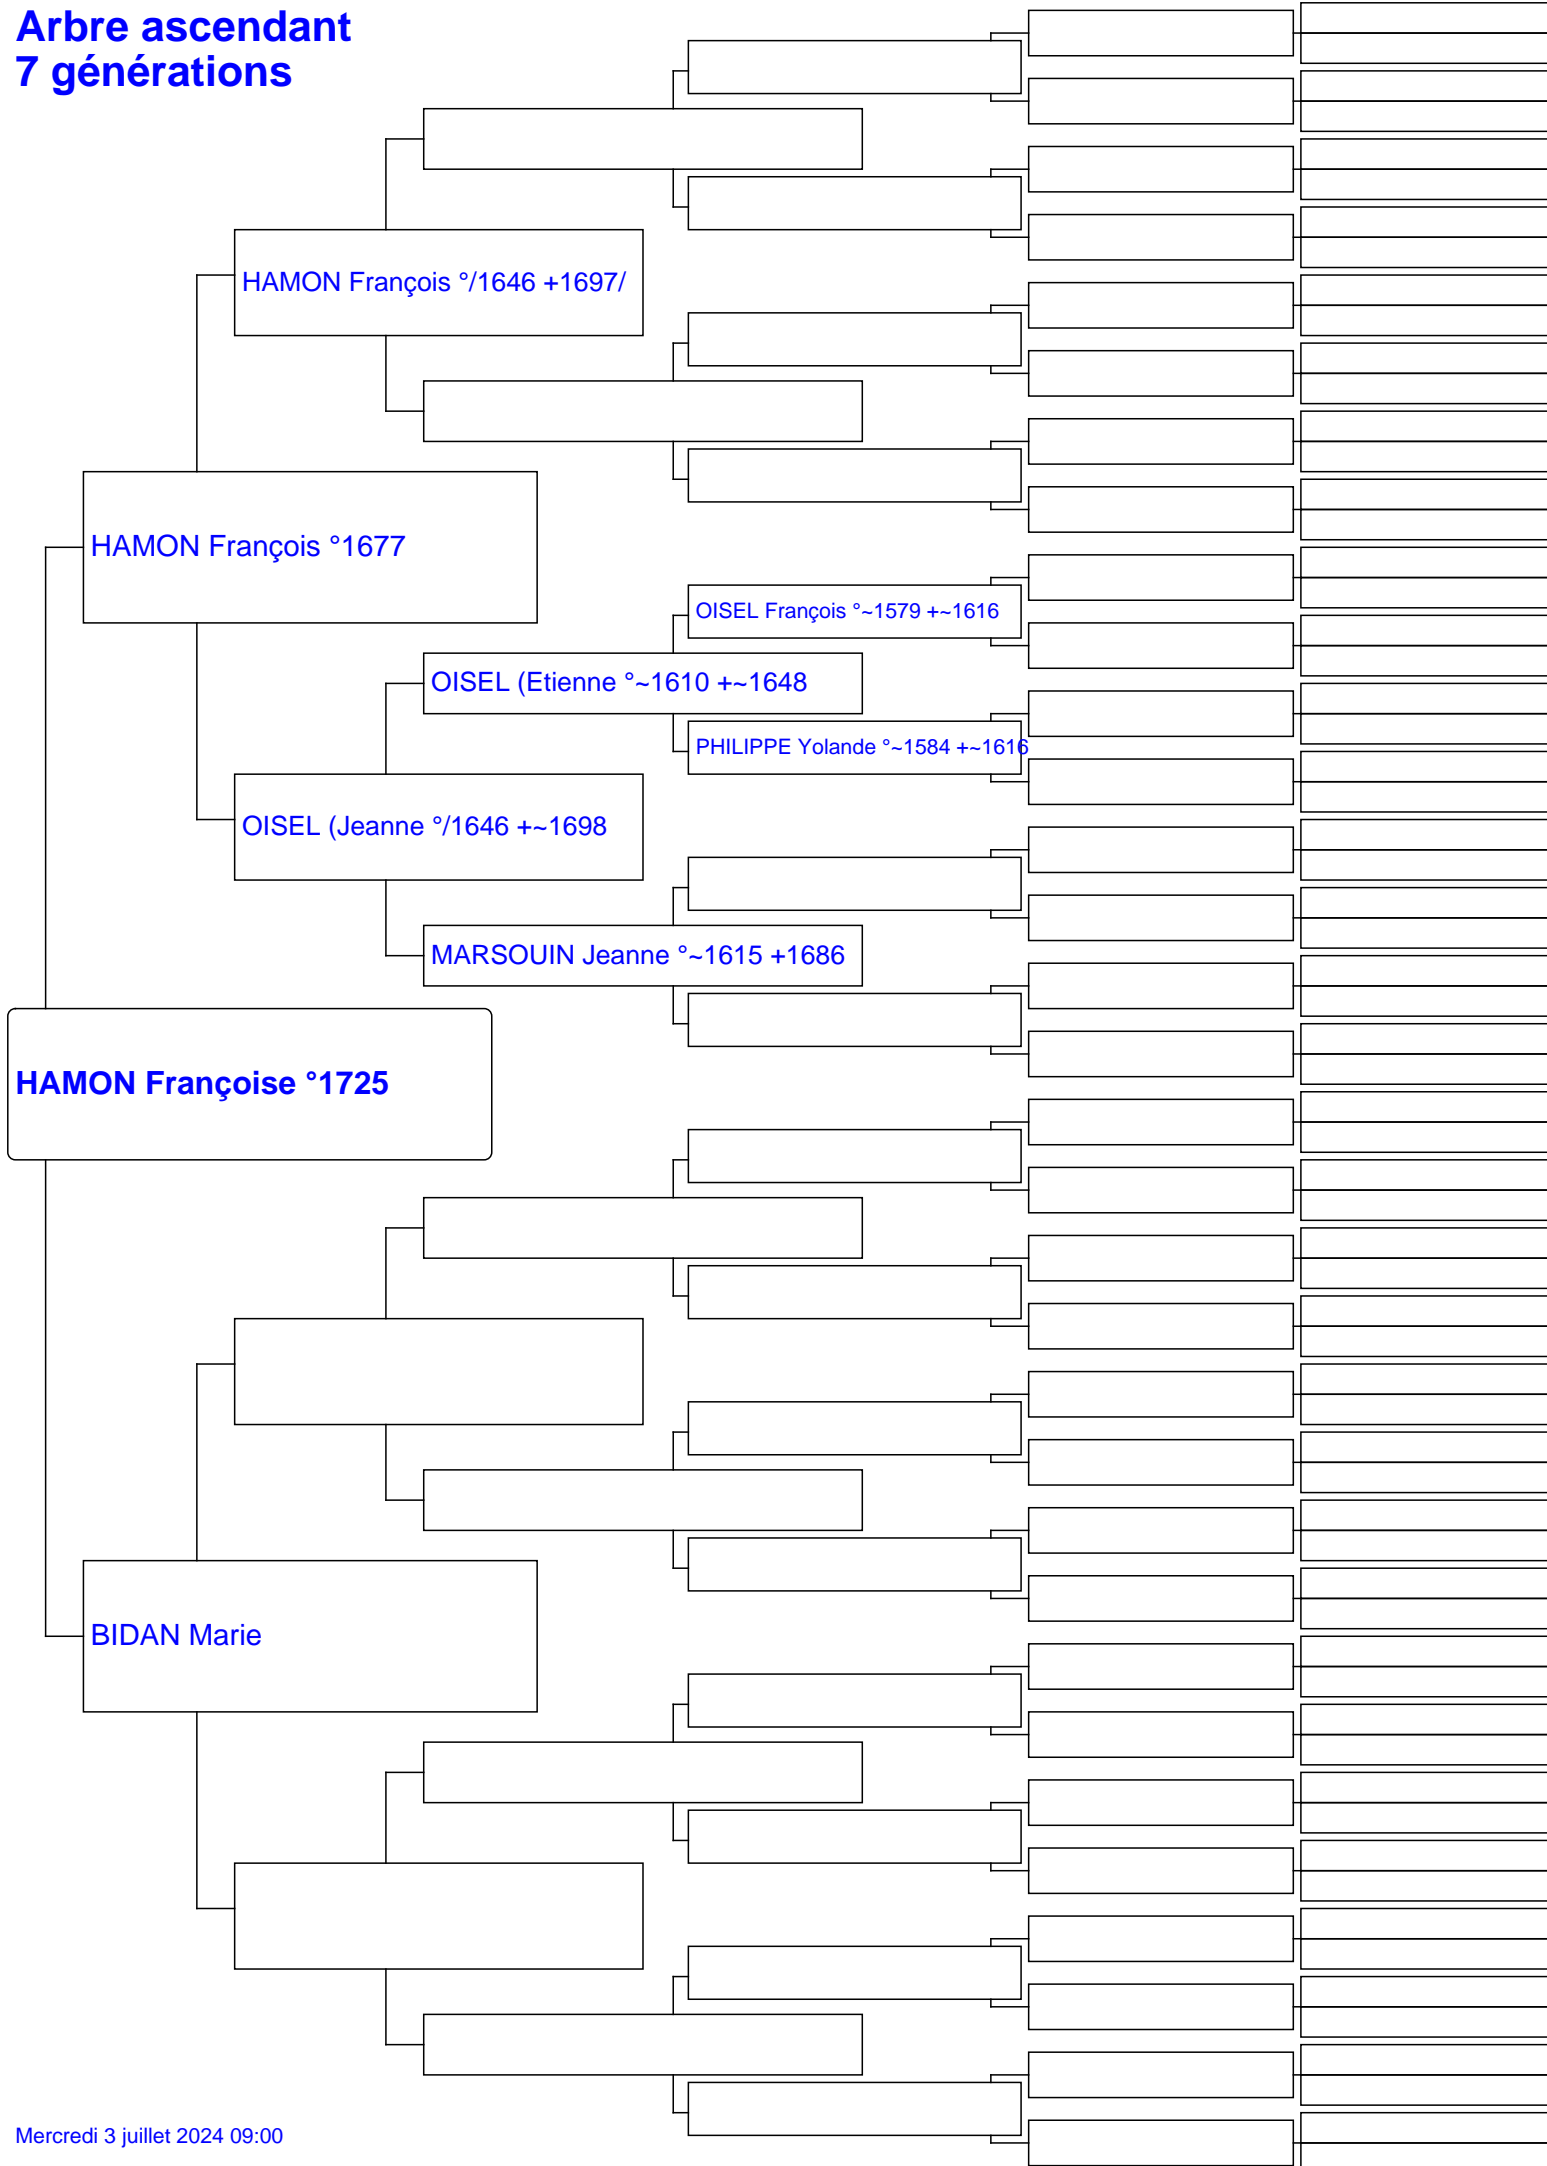 Arbre ascendant
7 générations
HAMON François °/1646 +1697/
HAMON François °1677
OISEL François °~1579 +~1616
OISEL (Etienne °~1610 +~1648
PHILIPPE Yolande °~1584 +~1616
OISEL (Jeanne °/1646 +~1698
MARSOUIN Jeanne °~1615 +1686
HAMON Françoise °1725
BIDAN Marie
Mercredi 3 juillet 2024 09:00